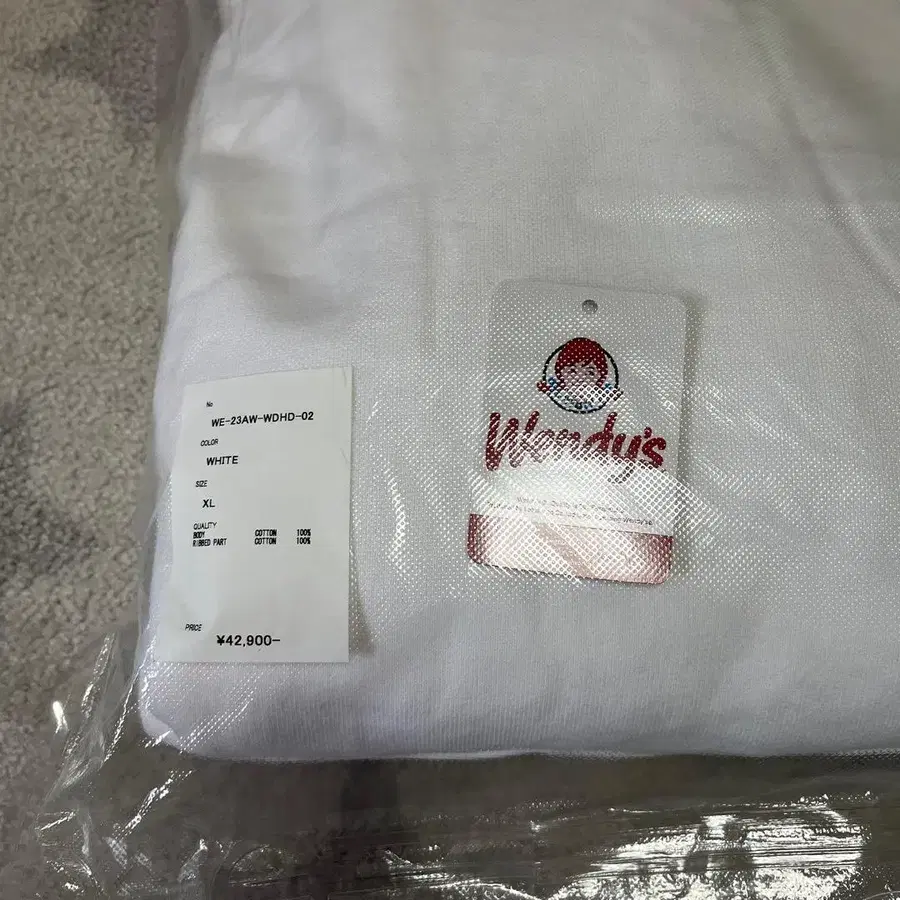 No
WE-23AW-WDHD-02
COLOR
WHITE
SIZE
XL
QUALITY
BODY COTTON 100%
RIBBED PART COTTON 100%
PRICE
¥42,900-
Wendy's